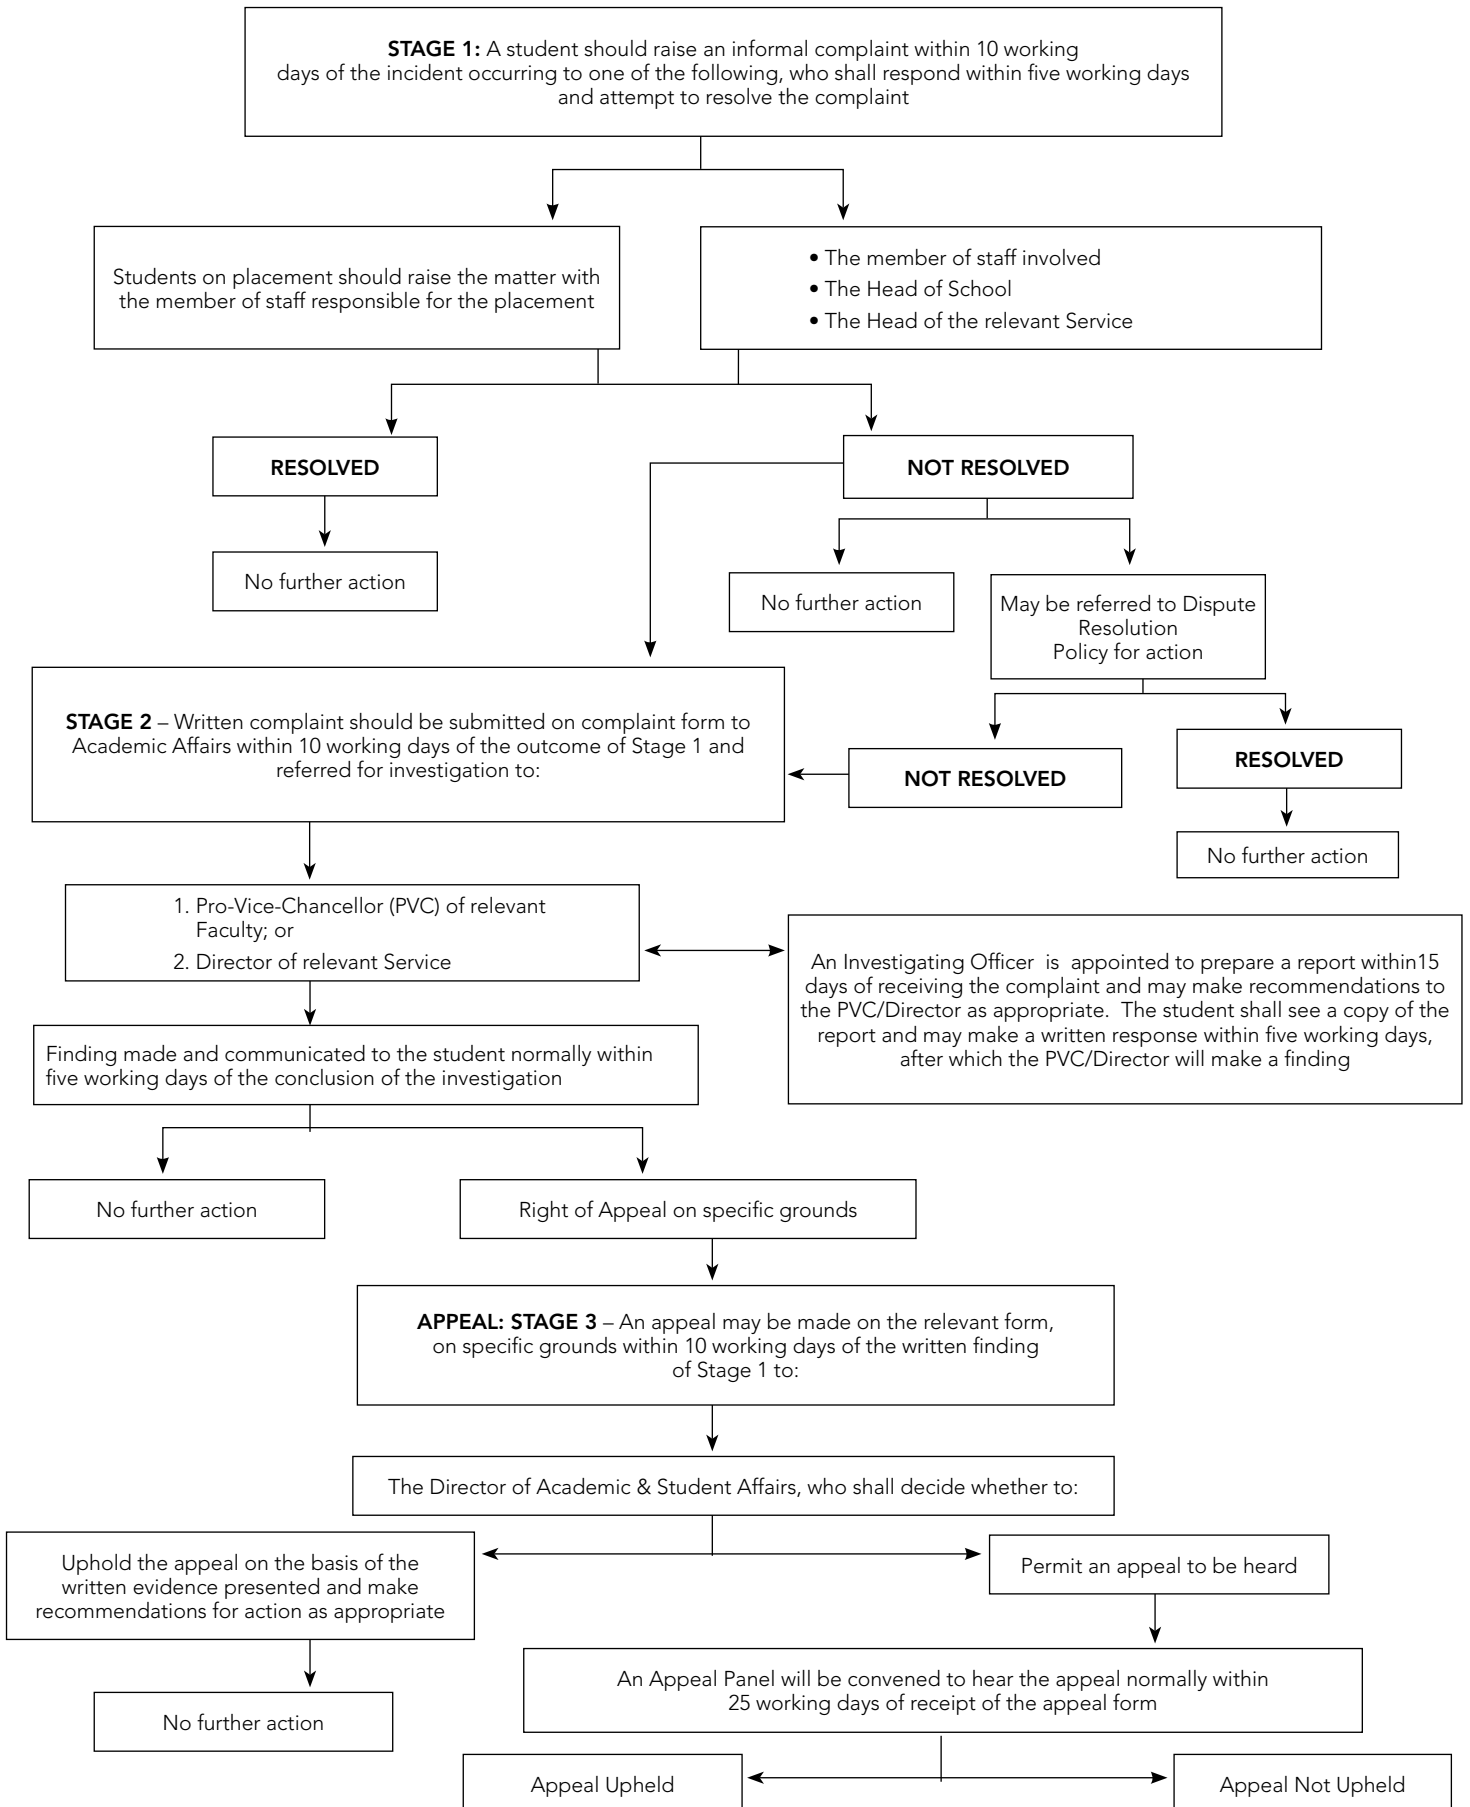 STAGE 1: A student should raise an informal complaint within 10 working
days of the incident occurring to one of the following, who shall respond within five working days
and attempt to resolve the complaint
Students on placement should raise the matter with
the member of staff responsible for the placement
• The member of staff involved
• The Head of School
• The Head of the relevant Service
RESOLVED
NOT RESOLVED
No further action
No further action
May be referred to Dispute
Resolution
Policy for action
STAGE 2 – Written complaint should be submitted on complaint form to
Academic Affairs within 10 working days of the outcome of Stage 1 and
referred for investigation to:
NOT RESOLVED
RESOLVED
No further action
1. Pro-Vice-Chancellor (PVC) of relevant
Faculty; or
2. Director of relevant Service
An Investigating Officer is appointed to prepare a report within15
days of receiving the complaint and may make recommendations to
the PVC/Director as appropriate. The student shall see a copy of the
report and may make a written response within five working days,
after which the PVC/Director will make a finding
Finding made and communicated to the student normally within
five working days of the conclusion of the investigation
No further action
Right of Appeal on specific grounds
APPEAL: STAGE 3 – An appeal may be made on the relevant form,
on specific grounds within 10 working days of the written finding
of Stage 1 to:
The Director of Academic & Student Affairs, who shall decide whether to:
Uphold the appeal on the basis of the
written evidence presented and make
recommendations for action as appropriate
Permit an appeal to be heard
No further action
An Appeal Panel will be convened to hear the appeal normally within
25 working days of receipt of the appeal form
Appeal Upheld
Appeal Not Upheld